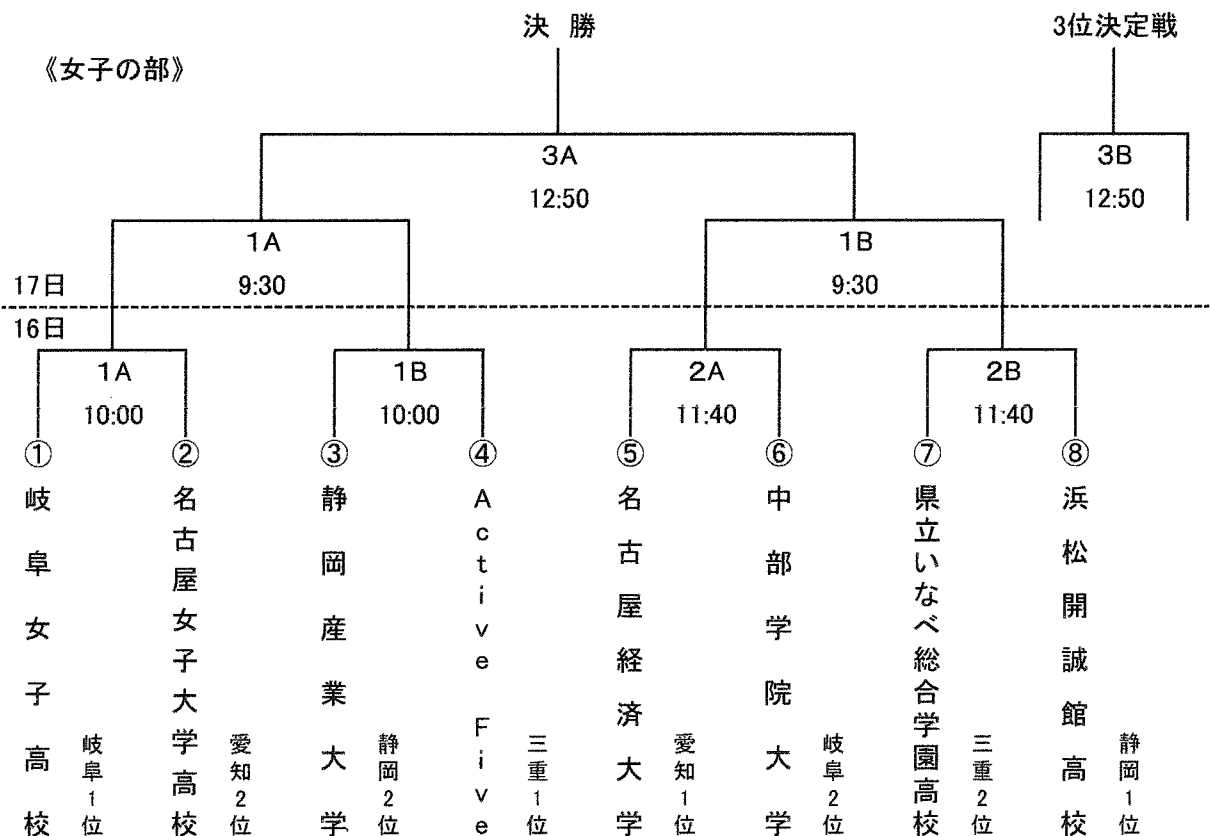 決 勝
3位決定戦
《女子の部》
3A
12:50
3B
12:50
1A
9:30
1B
9:30
17日
16日
1A
10:00
1B
10:00
2A
11:40
2B
11:40
①
岐阜女子高校
岐阜1位
②
名古屋女子大学高校
愛知2位
③
静岡産業大学
静岡2位
④
Active Five
三重1位
⑤
名古屋経済大学
愛知1位
⑥
中部学院大学
岐阜2位
⑦
県立いなべ総合学園高校
三重2位
⑧
浜松開誠館高校
静岡1位